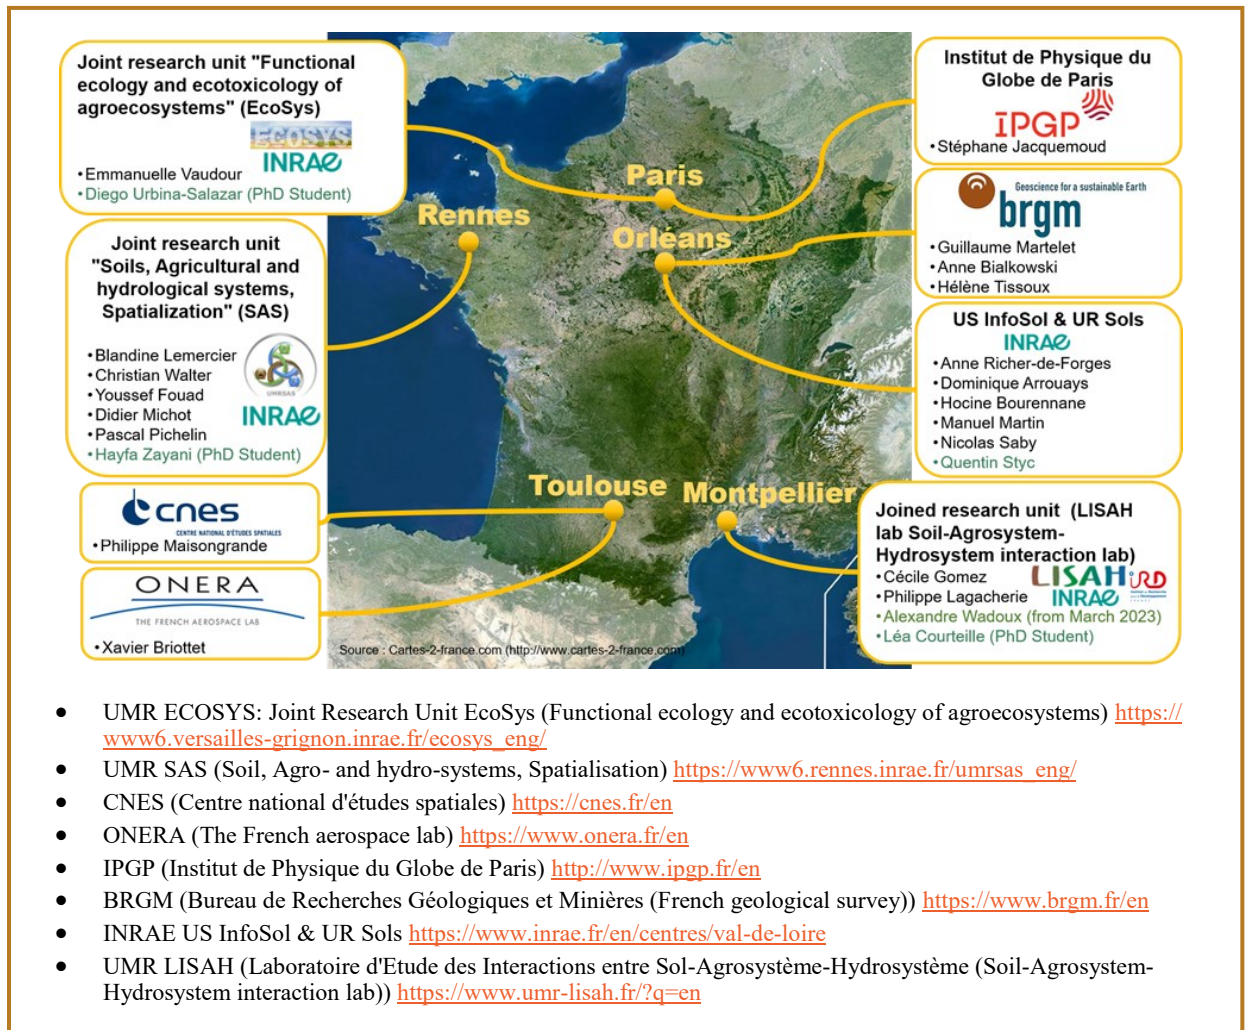 Joint research unit "Functional
ecology and ecotoxicity of
agroecosystems" (EcoSys)
ECOSYS
INRAE
•Emmanuelle Vaudour
•Diego Urbina-Salazar (PhD Student)
Joint research unit
"Soils, Agricultural and
hydrological systems,
Spatialization" (SAS)
•Blandine Lemercier
•Christian Walter
•Youssef Fouad
•Didier Michot
•Pascal Pichelin
•Hayfa Zayani (PhD Student)
UMRSAS
INRAE
cnes
CENTRE NATIONAL D'ÉTUDES SPATIALES
•Philippe Maisongrande
ONERA
THE FRENCH AEROSPACE LAB
•Xavier Briottet
Paris
Rennes
Orléans
Toulouse
Montpellier
Source : Cartes-2-france.com (http://www.cartes-2-france.com)
Institut de Physique du
Globe de Paris
IPGP
•Stéphane Jacquemoud
Geoscience for a sustainable Earth
brgm
•Guillaume Martelet
•Anne Bialkowski
•Hélène Tissoux
US InfoSol & UR Sols
INRAE
•Anne Richer-de-Forges
•Dominique Arrouays
•Hocine Bourennane
•Manuel Martin
•Nicolas Saby
•Quentin Styc
Joined research unit (LISAH
lab Soil-Agrosystem-
Hydrosystem interaction lab)
•Cécile Gomez
•Philippe Lagacherie
•Alexandre Wadoux (from March 2023)
•Léa Courteille (PhD Student)
LISAH
IRD
INRAE
• UMR ECOSYS: Joint Research Unit EcoSys (Functional ecology and ecotoxicology of agroecosystems) https://
www6.versailles-grignon.inrae.fr/ecosys_eng/
• UMR SAS (Soil, Agro- and hydro-systems, Spatialisation) https://www6.rennes.inrae.fr/umrsas_eng/
• CNES (Centre national d'études spatiales) https://cnes.fr/en
• ONERA (The French aerospace lab) https://www.onera.fr/en
• IPGP (Institut de Physique du Globe de Paris) http://www.ipgp.fr/en
• BRGM (Bureau de Recherches Géologiques et Minières (French geological survey)) https://www.brgm.fr/en
• INRAE US InfoSol & UR Sols https://www.inrae.fr/en/centres/val-de-loire
• UMR LISAH (Laboratoire d'Etude des Interactions entre Sol-Agrosystème-Hydrosystème (Soil-Agrosystem-
Hydrosystem interaction lab)) https://www.umr-lisah.fr/?q=en